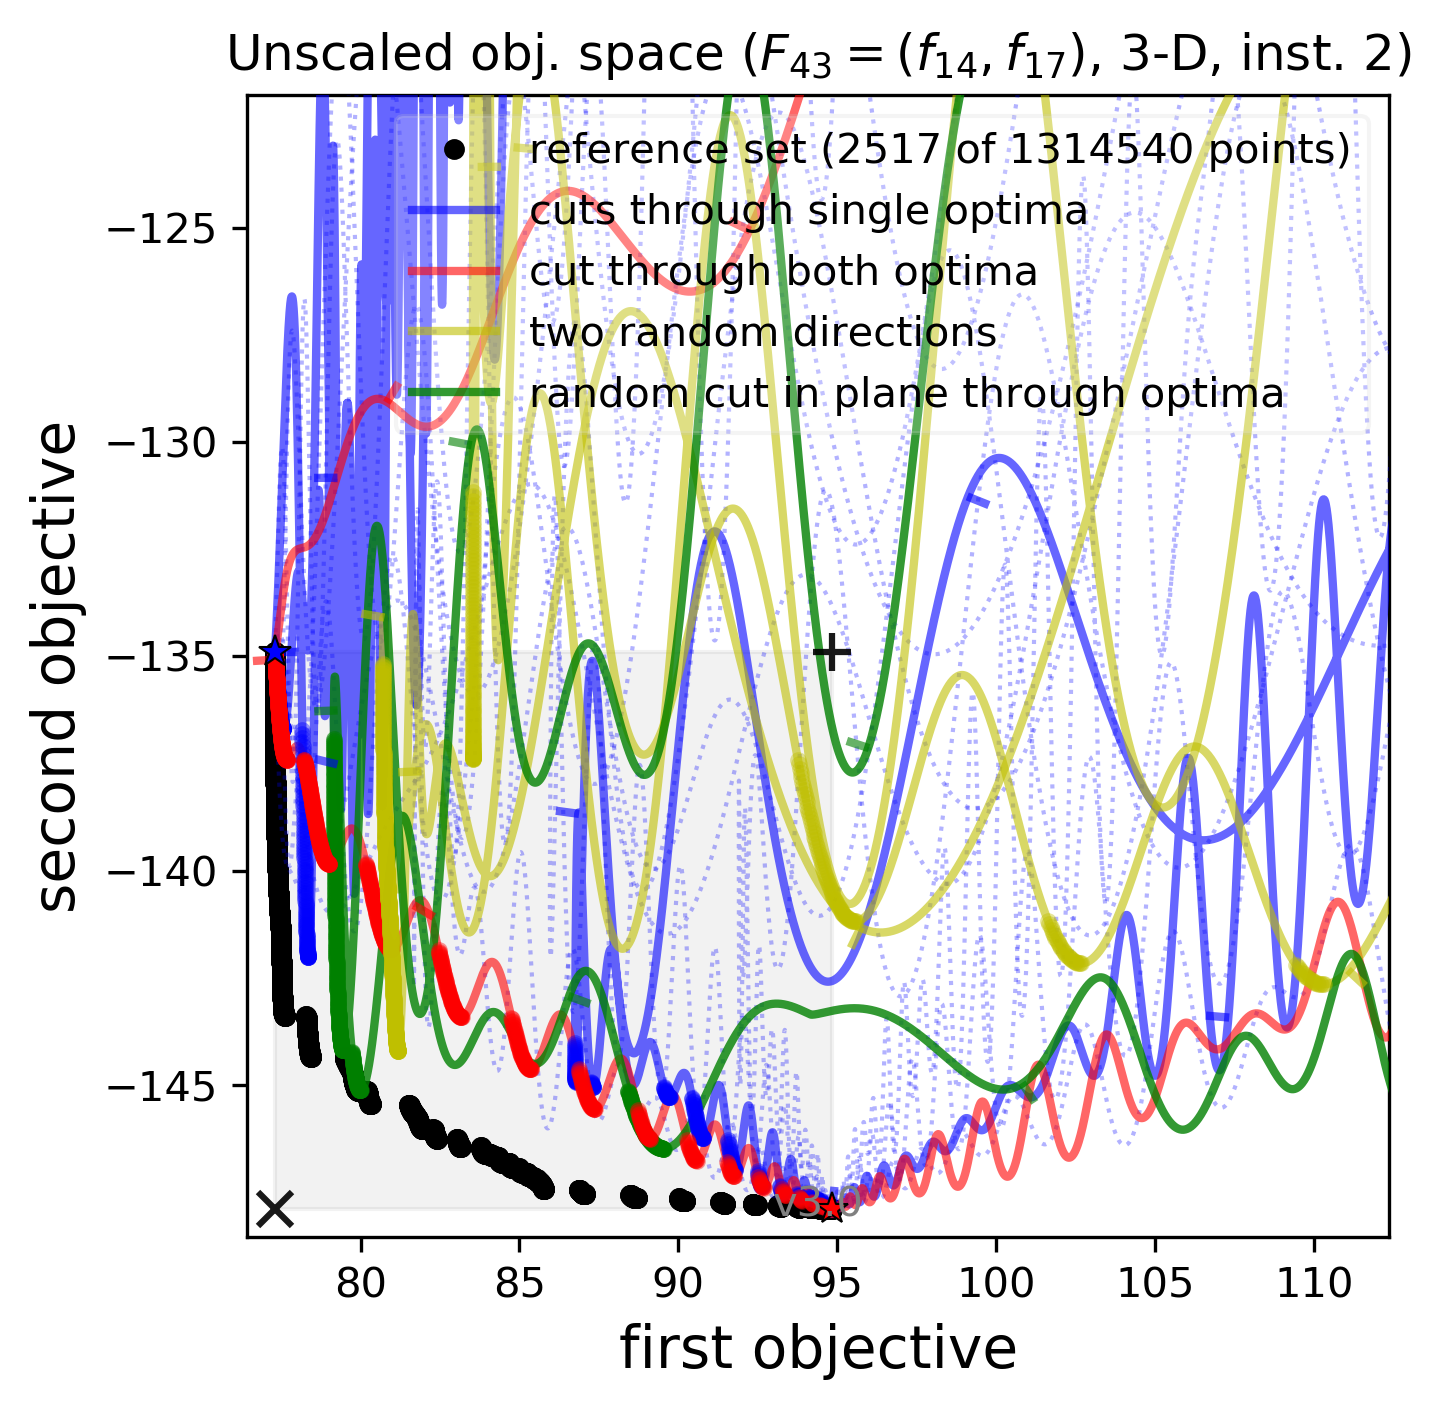 Unscaled obj. space (F₄₃ = (f₁₄, f₁₇), 3-D, inst. 2)
reference set (2517 of 1314540 points)
cuts through single optima
cut through both optima
two random directions
random cut in plane through optima
second objective
−125
−130
−135
−140
−145
v3.0
80 85 90 95 100 105 110
first objective